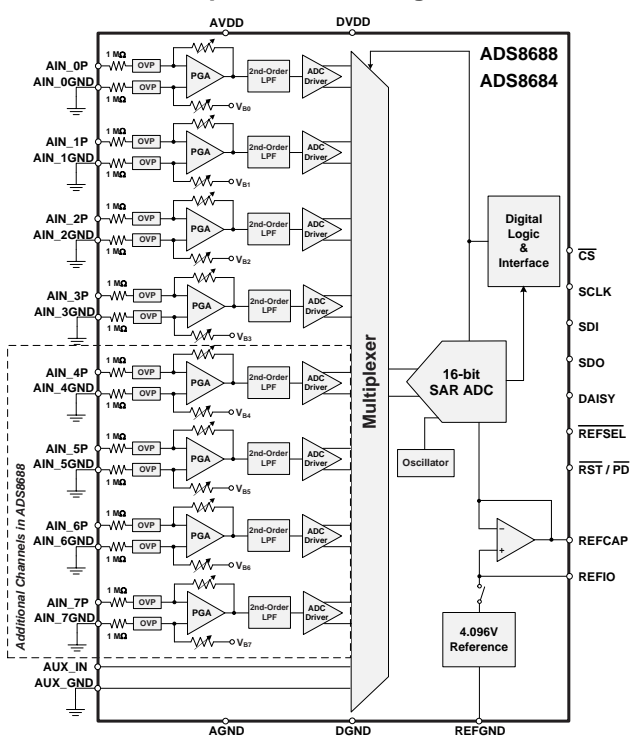 AVDD
DVDD
ADS8688
ADS8684
1 MΩ
AIN_0P
OVP
AIN_0GND
OVP
1 MΩ
PGA
2nd-Order
LPF
ADC
Driver
VB0
1 MΩ
AIN_1P
OVP
AIN_1GND
OVP
1 MΩ
PGA
2nd-Order
LPF
ADC
Driver
VB1
1 MΩ
AIN_2P
OVP
AIN_2GND
OVP
1 MΩ
PGA
2nd-Order
LPF
ADC
Driver
VB2
1 MΩ
AIN_3P
OVP
AIN_3GND
OVP
1 MΩ
PGA
2nd-Order
LPF
ADC
Driver
VB3
Additional Channels in ADS8688
1 MΩ
AIN_4P
OVP
AIN_4GND
OVP
1 MΩ
PGA
2nd-Order
LPF
ADC
Driver
VB4
1 MΩ
AIN_5P
OVP
AIN_5GND
OVP
1 MΩ
PGA
2nd-Order
LPF
ADC
Driver
VB5
1 MΩ
AIN_6P
OVP
AIN_6GND
OVP
1 MΩ
PGA
2nd-Order
LPF
ADC
Driver
VB6
1 MΩ
AIN_7P
OVP
AIN_7GND
OVP
1 MΩ
PGA
2nd-Order
LPF
ADC
Driver
VB7
AUX_IN
AUX_GND
Multiplexer
Digital
Logic
&
Interface
16-bit
SAR ADC
Oscillator
−
+
4.096V
Reference
CS
SCLK
SDI
SDO
DAISY
REFSEL
RST / PD
REFCAP
REFIO
AGND
DGND
REFGND